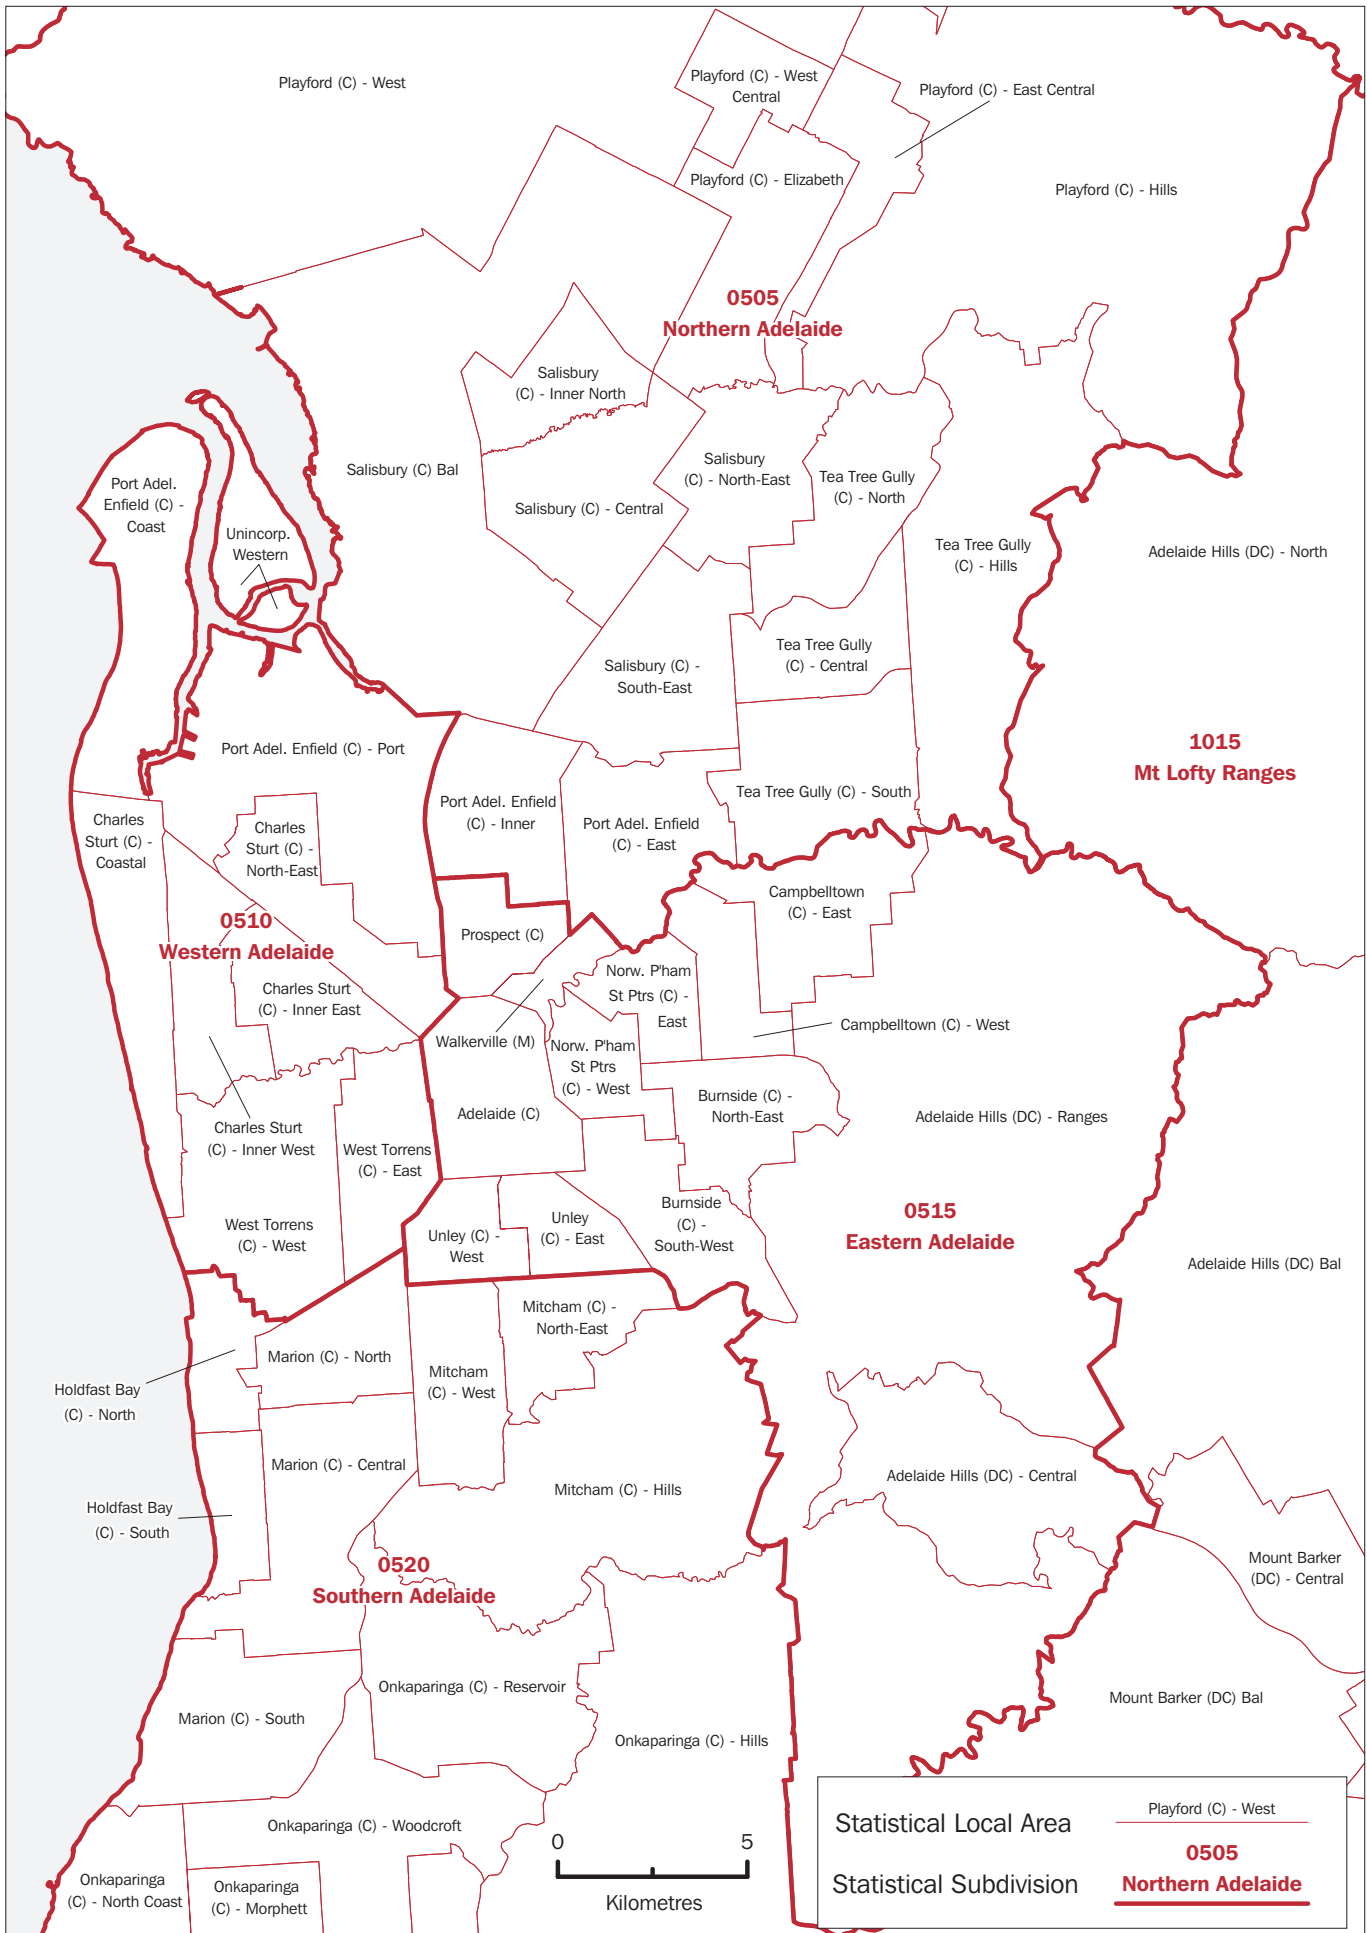 Playford (C) - West
Playford (C) - West
Central
Playford (C) - East Central
Playford (C) - Elizabeth
Playford (C) - Hills
0505
Northern Adelaide
Salisbury
(C) - Inner North
Salisbury (C) Bal
Salisbury
(C) - North-East
Tea Tree Gully
(C) - North
Salisbury (C) - Central
Port Adel.
Enfield (C) -
Coast
Unincorp.
Western
Tea Tree Gully
(C) - Hills
Adelaide Hills (DC) - North
Tea Tree Gully
(C) - Central
Salisbury (C) -
South-East
Port Adel. Enfield (C) - Port
1015
Mt Lofty Ranges
Tea Tree Gully (C) - South
Port Adel. Enfield
(C) - Inner
Port Adel. Enfield
(C) - East
Charles
Sturt (C) -
Coastal
Charles
Sturt (C) -
North-East
Campbelltown
(C) - East
0510
Western Adelaide
Prospect (C)
Norw. P'ham
St Ptrs (C) -
East
Charles Sturt
(C) - Inner East
Campbelltown (C) - West
Walkerville (M)
Norw. P'ham
St Ptrs
(C) - West
Burnside (C) -
North-East
Adelaide (C)
Adelaide Hills (DC) - Ranges
Charles Sturt
(C) - Inner West
West Torrens
(C) - East
0515
Eastern Adelaide
Burnside
(C) -
South-West
Unley
(C) - East
Unley (C) -
West
West Torrens
(C) - West
Adelaide Hills (DC) Bal
Mitcham (C) -
North-East
Marion (C) - North
Mitcham
(C) - West
Holdfast Bay
(C) - North
Marion (C) - Central
Adelaide Hills (DC) - Central
Mitcham (C) - Hills
Holdfast Bay
(C) - South
0520
Southern Adelaide
Mount Barker
(DC) - Central
Onkaparinga (C) - Reservoir
Mount Barker (DC) Bal
Marion (C) - South
Onkaparinga (C) - Hills
Onkaparinga (C) - Woodcroft
Onkaparinga
(C) - North Coast
Onkaparinga
(C) - Morphett
0 5
Kilometres
Statistical Local Area
Playford (C) - West
Statistical Subdivision
0505
Northern Adelaide